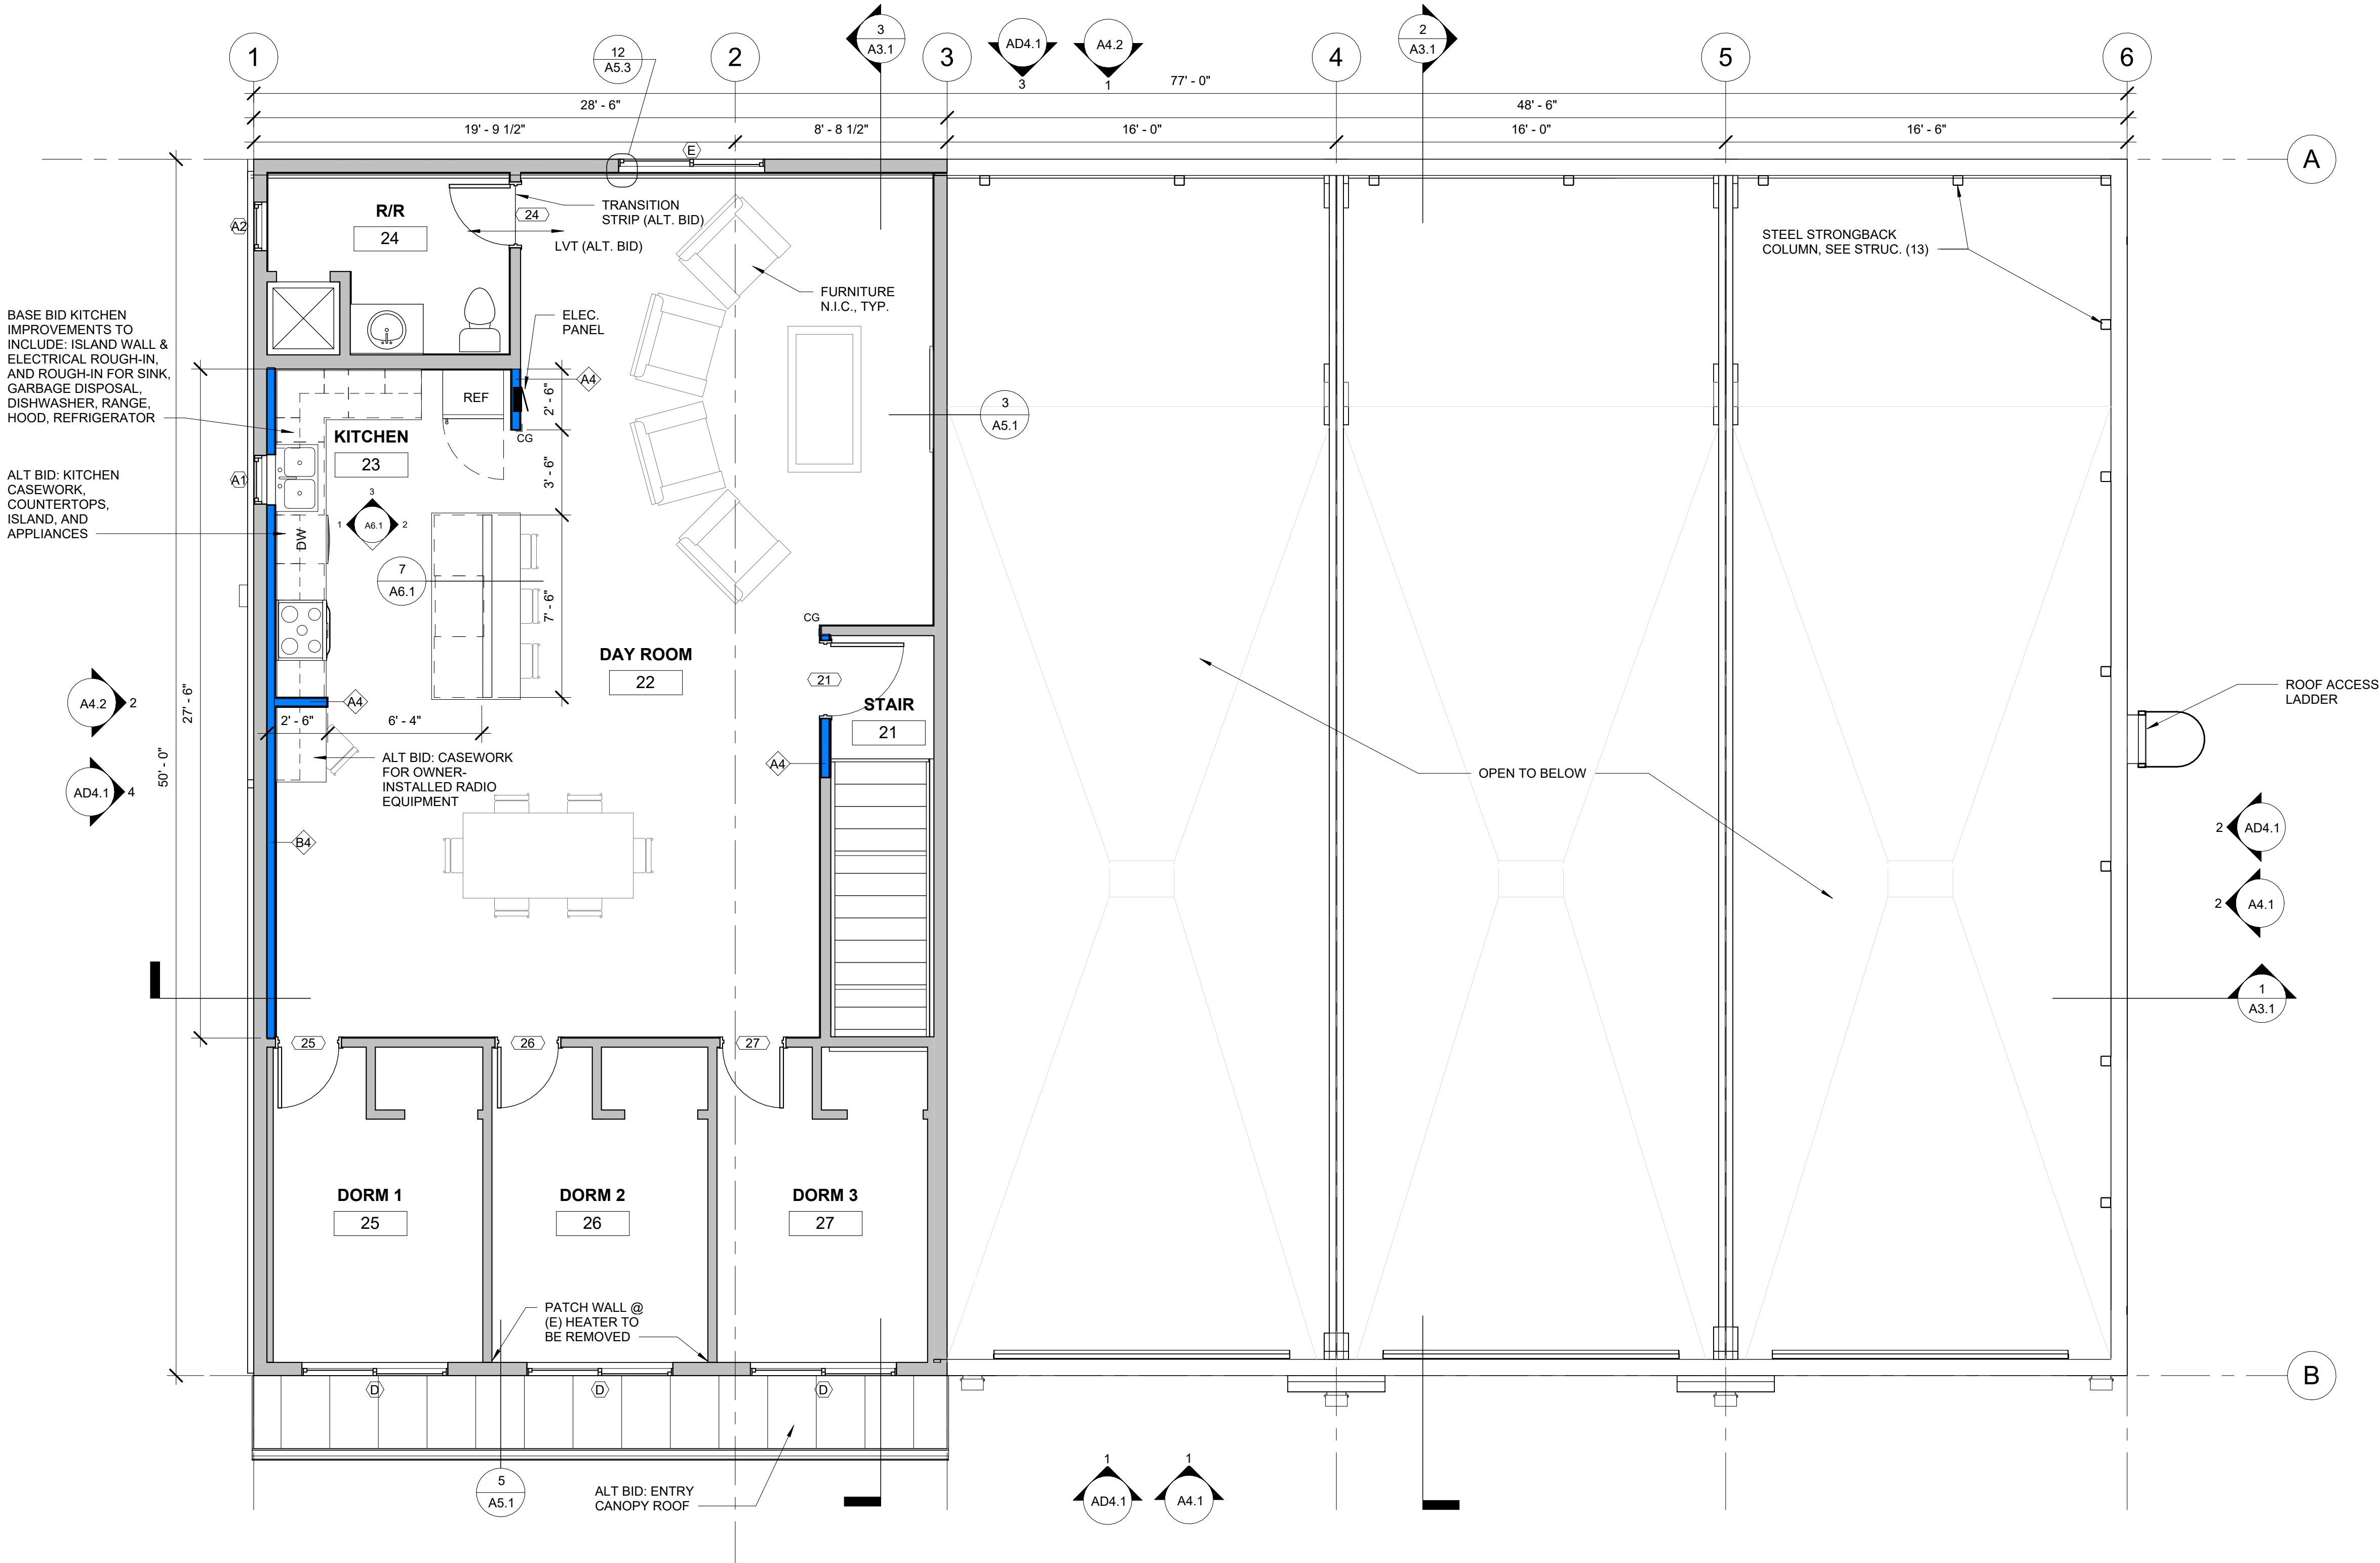 1
2
3
4
5
6
12
A5.3
3
A3.1
AD4.1
3
A4.2
1
2
A3.1
77' - 0"
28' - 6"
48' - 6"
19' - 9 1/2"
8' - 8 1/2"
16' - 0"
16' - 0"
16' - 6"
A
E
A2
R/R
24
24
TRANSITION
STRIP (ALT. BID)
LVT (ALT. BID)
STEEL STRONGBACK
COLUMN, SEE STRUC. (13)
FURNITURE
N.I.C., TYP.
ELEC.
PANEL
BASE BID KITCHEN
IMPROVEMENTS TO
INCLUDE: ISLAND WALL &
ELECTRICAL ROUGH-IN,
AND ROUGH-IN FOR SINK,
GARBAGE DISPOSAL,
DISHWASHER, RANGE,
HOOD, REFRIGERATOR
REF
A4
2' - 6"
3
A5.1
KITCHEN
23
CG
A1
3' - 6"
ALT BID: KITCHEN
CASEWORK,
COUNTERTOPS,
ISLAND, AND
APPLIANCES
3
1
A6.1
2
DW
7
A6.1
7' - 6"
CG
DAY ROOM
22
21
STAIR
21
A4.2
2
A4
27' - 6"
2' - 6"
6' - 4"
50' - 0"
ROOF ACCESS
LADDER
ALT BID: CASEWORK
FOR OWNER-
INSTALLED RADIO
EQUIPMENT
A4
OPEN TO BELOW
AD4.1
4
2
AD4.1
B4
2
A4.1
1
A3.1
25
26
27
DORM 1
25
DORM 2
26
DORM 3
27
PATCH WALL @
(E) HEATER TO
BE REMOVED
D
D
D
B
5
A5.1
ALT BID: ENTRY
CANOPY ROOF
1
AD4.1
1
A4.1